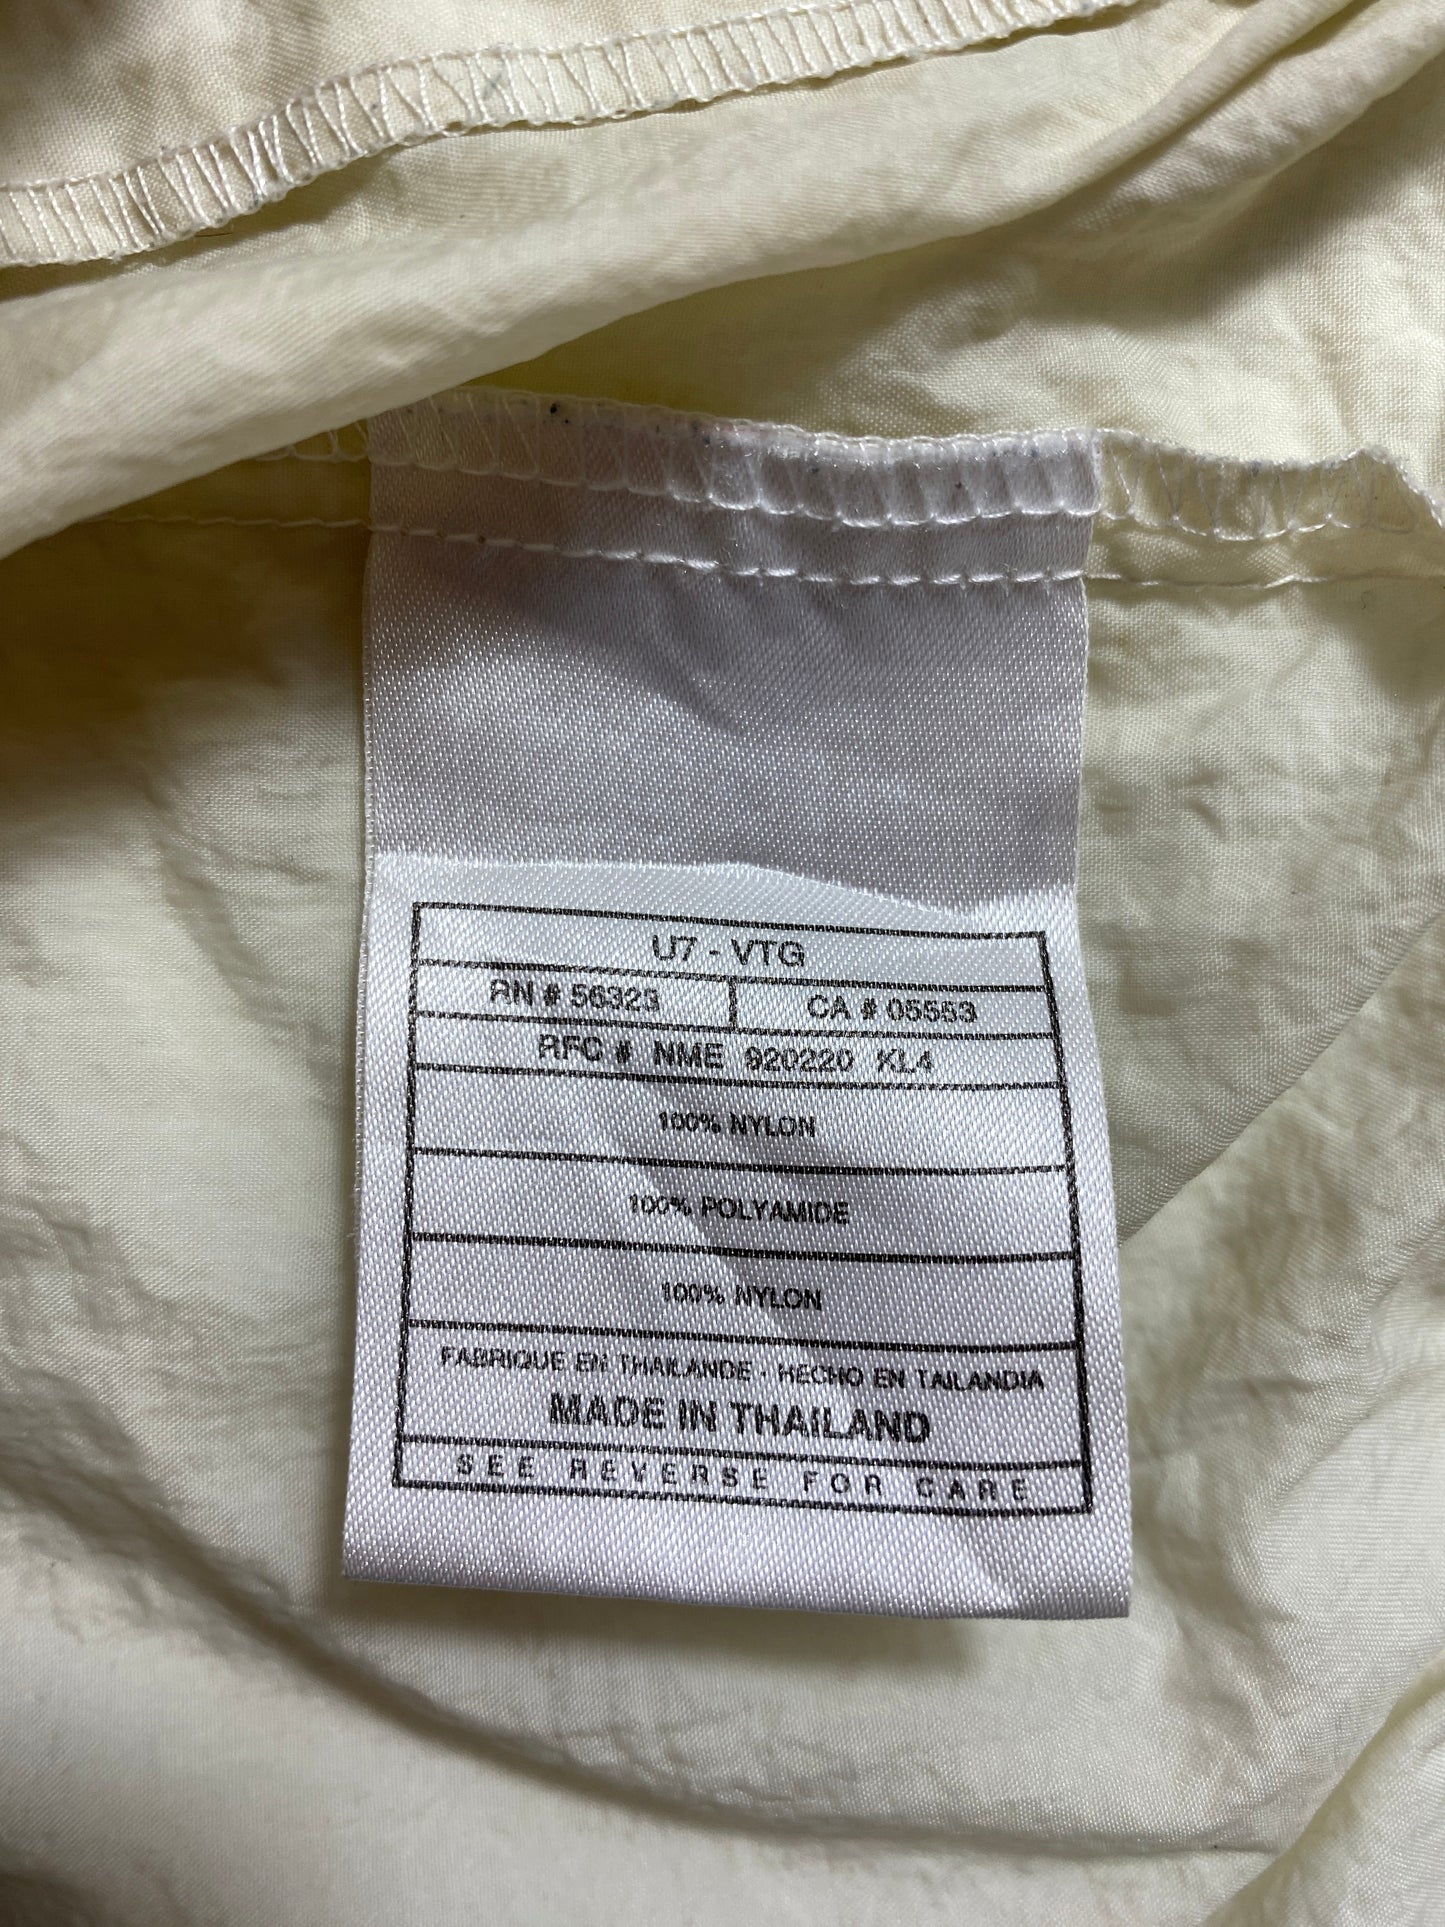 U7 - VTG
RN # 56323 CA # 05553
RFC # NME 920220 KL4
100% NYLON
100% POLYAMIDE
100% NYLON
FABRIQUE EN THAILANDE - HECHO EN TAILANDIA
MADE IN THAILAND
SEE REVERSE FOR CARE